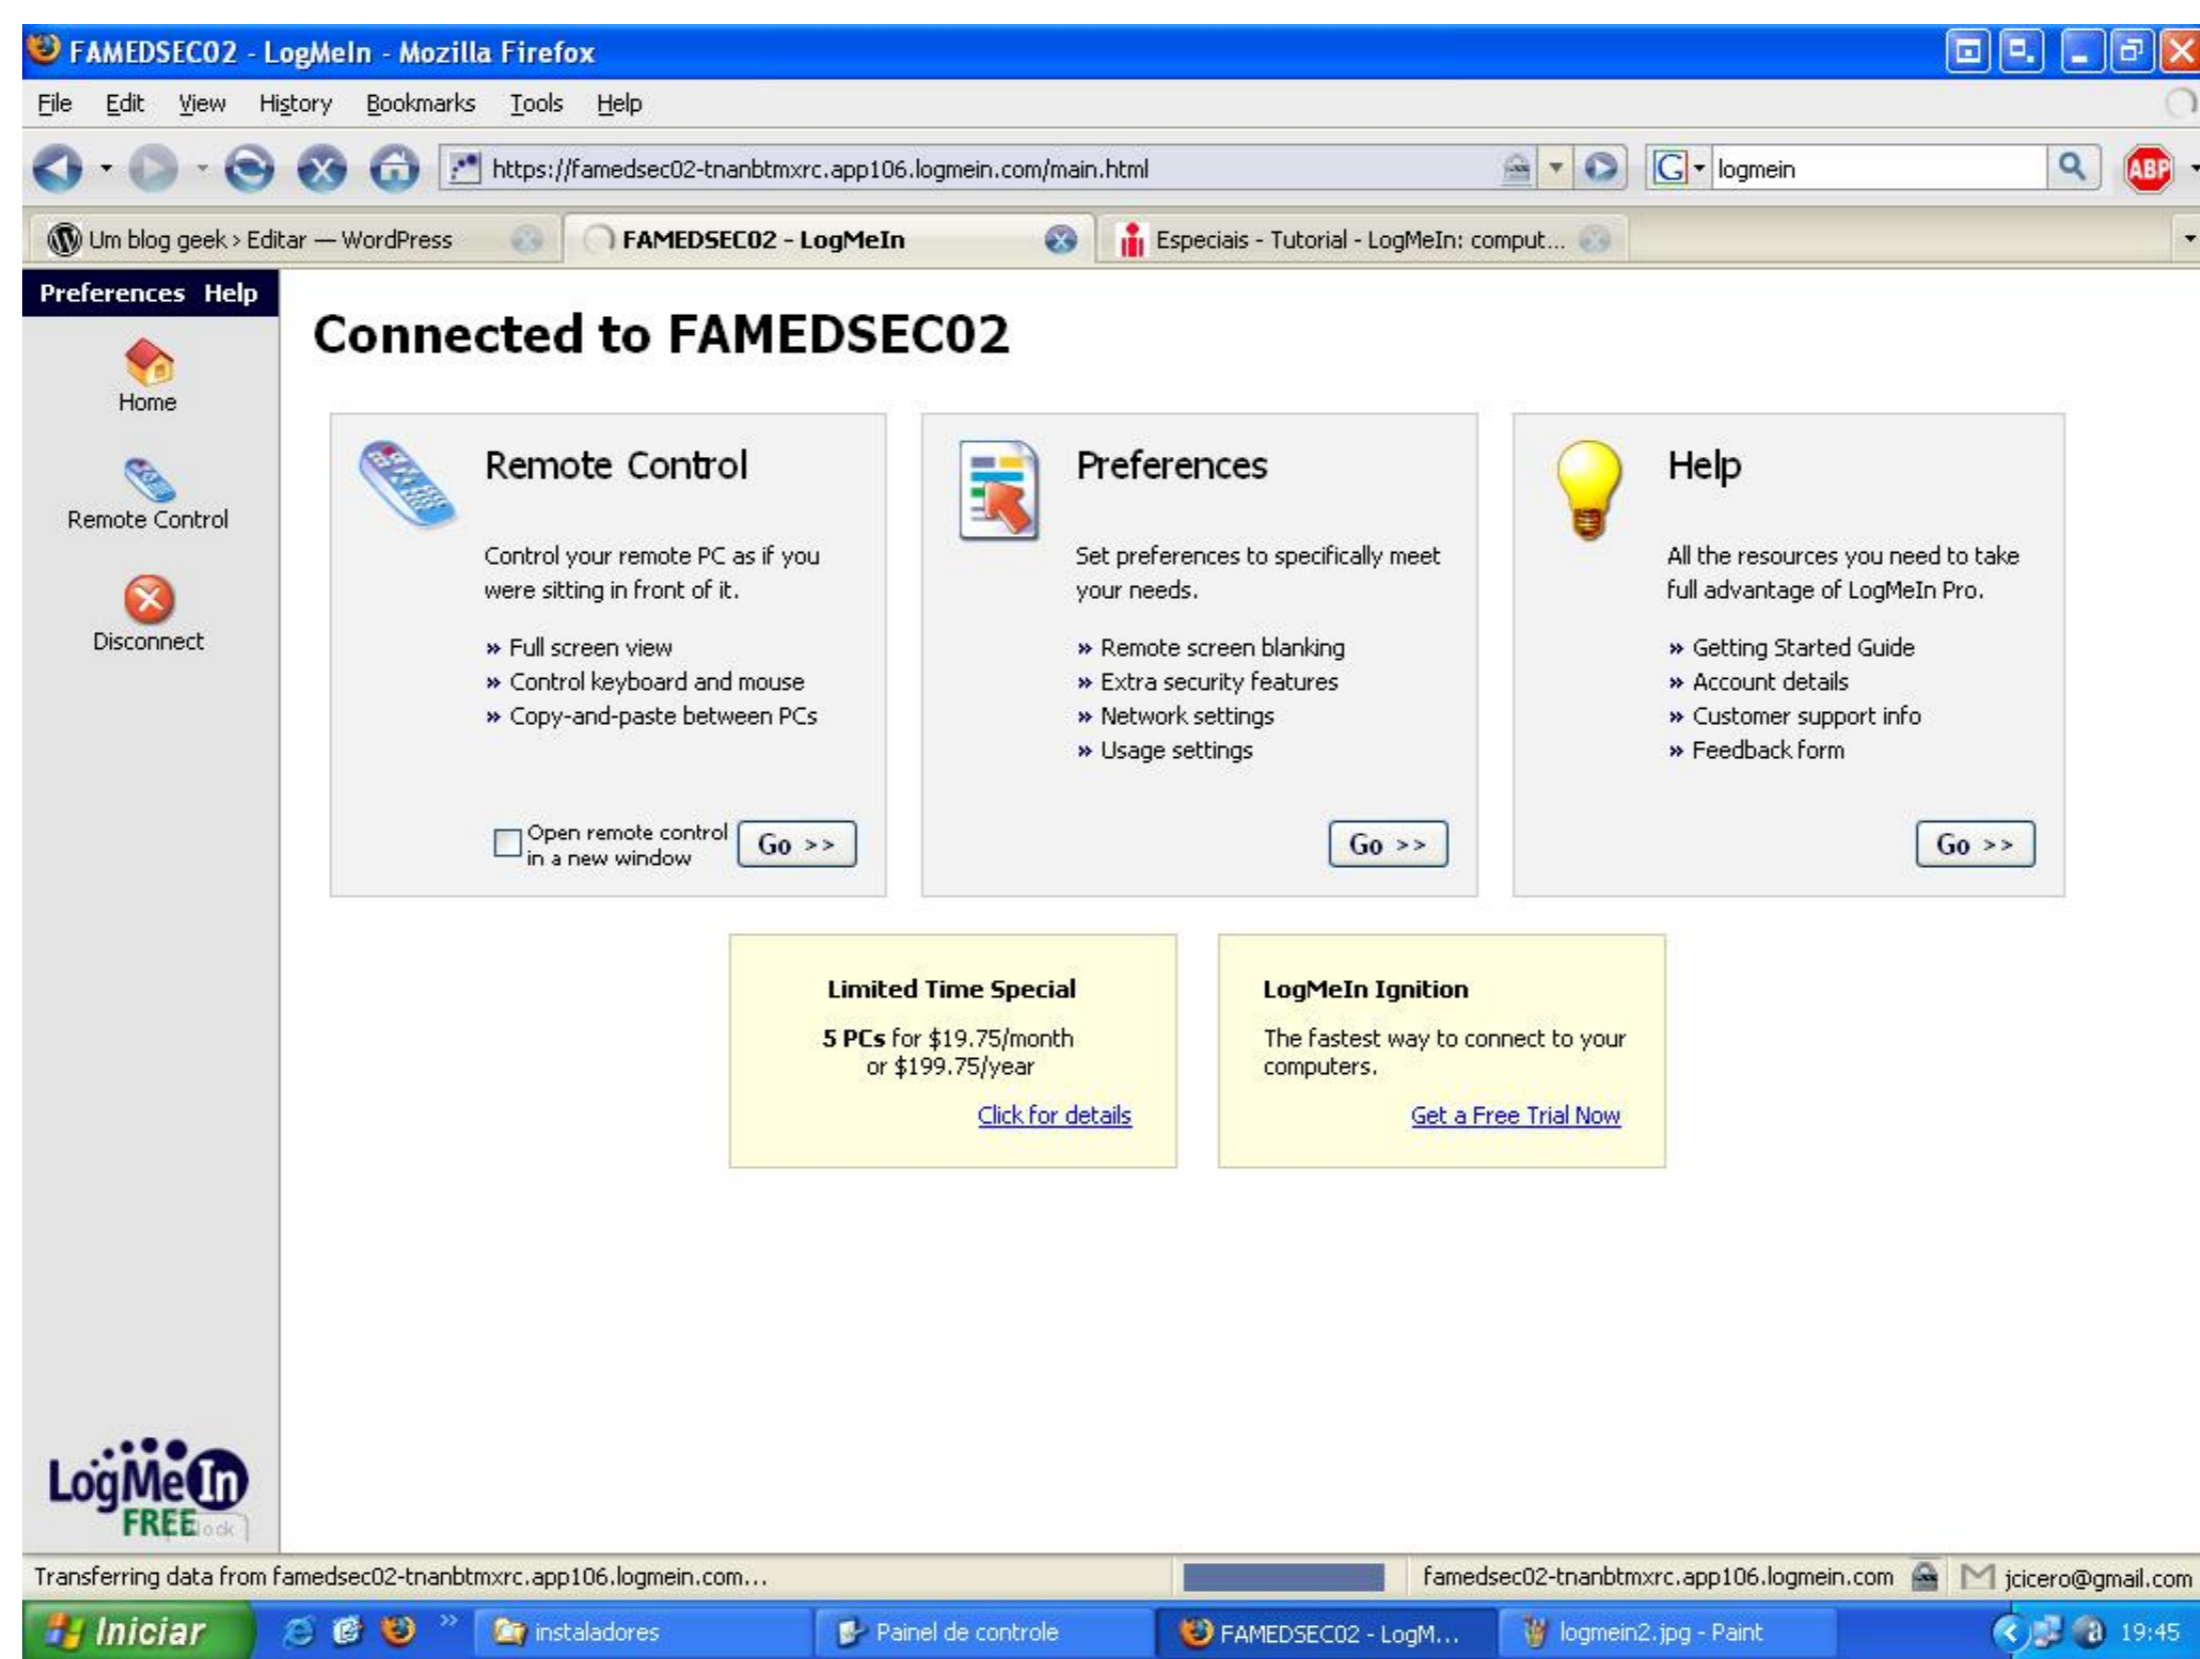 FAMEDSEC02 - LogMeIn - Mozilla Firefox
File Edit View History Bookmarks Tools Help
https://famedsec02-tnanbtmxrc.app106.logmein.com/main.html
G logmein
ABP
Um blog geek › Editar — WordPress
FAMEDSEC02 - LogMeIn
Especiais - Tutorial - LogMeIn: comput...
Preferences Help
Home
Remote Control
Disconnect
Connected to FAMEDSEC02
Remote Control
Control your remote PC as if you
were sitting in front of it.
» Full screen view
» Control keyboard and mouse
» Copy-and-paste between PCs
Open remote control
in a new window
Go >>
Preferences
Set preferences to specifically meet
your needs.
» Remote screen blanking
» Extra security features
» Network settings
» Usage settings
Go >>
Help
All the resources you need to take
full advantage of LogMeIn Pro.
» Getting Started Guide
» Account details
» Customer support info
» Feedback form
Go >>
Limited Time Special
5 PCs for $19.75/month
or $199.75/year
Click for details
LogMeIn Ignition
The fastest way to connect to your
computers.
Get a Free Trial Now
LogMeIn
FREE
Transferring data from famedsec02-tnanbtmxrc.app106.logmein.com...
famedsec02-tnanbtmxrc.app106.logmein.com
jcicero@gmail.com
Iniciar
instaladores
Painel de controle
FAMEDSEC02 - LogM...
logmein2.jpg - Paint
19:45